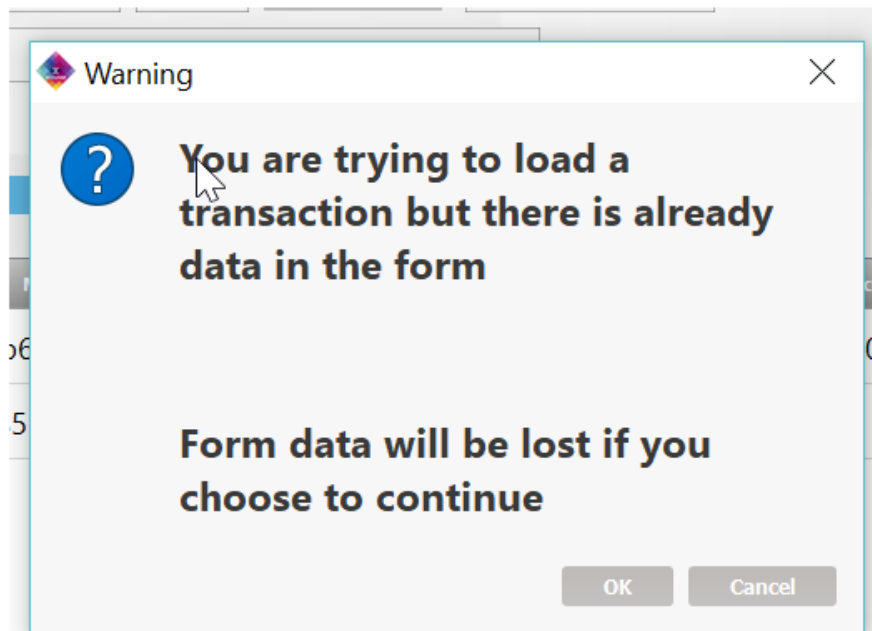 Warning
You are trying to load a
transaction but there is already
data in the form
Form data will be lost if you
choose to continue
OK
Cancel